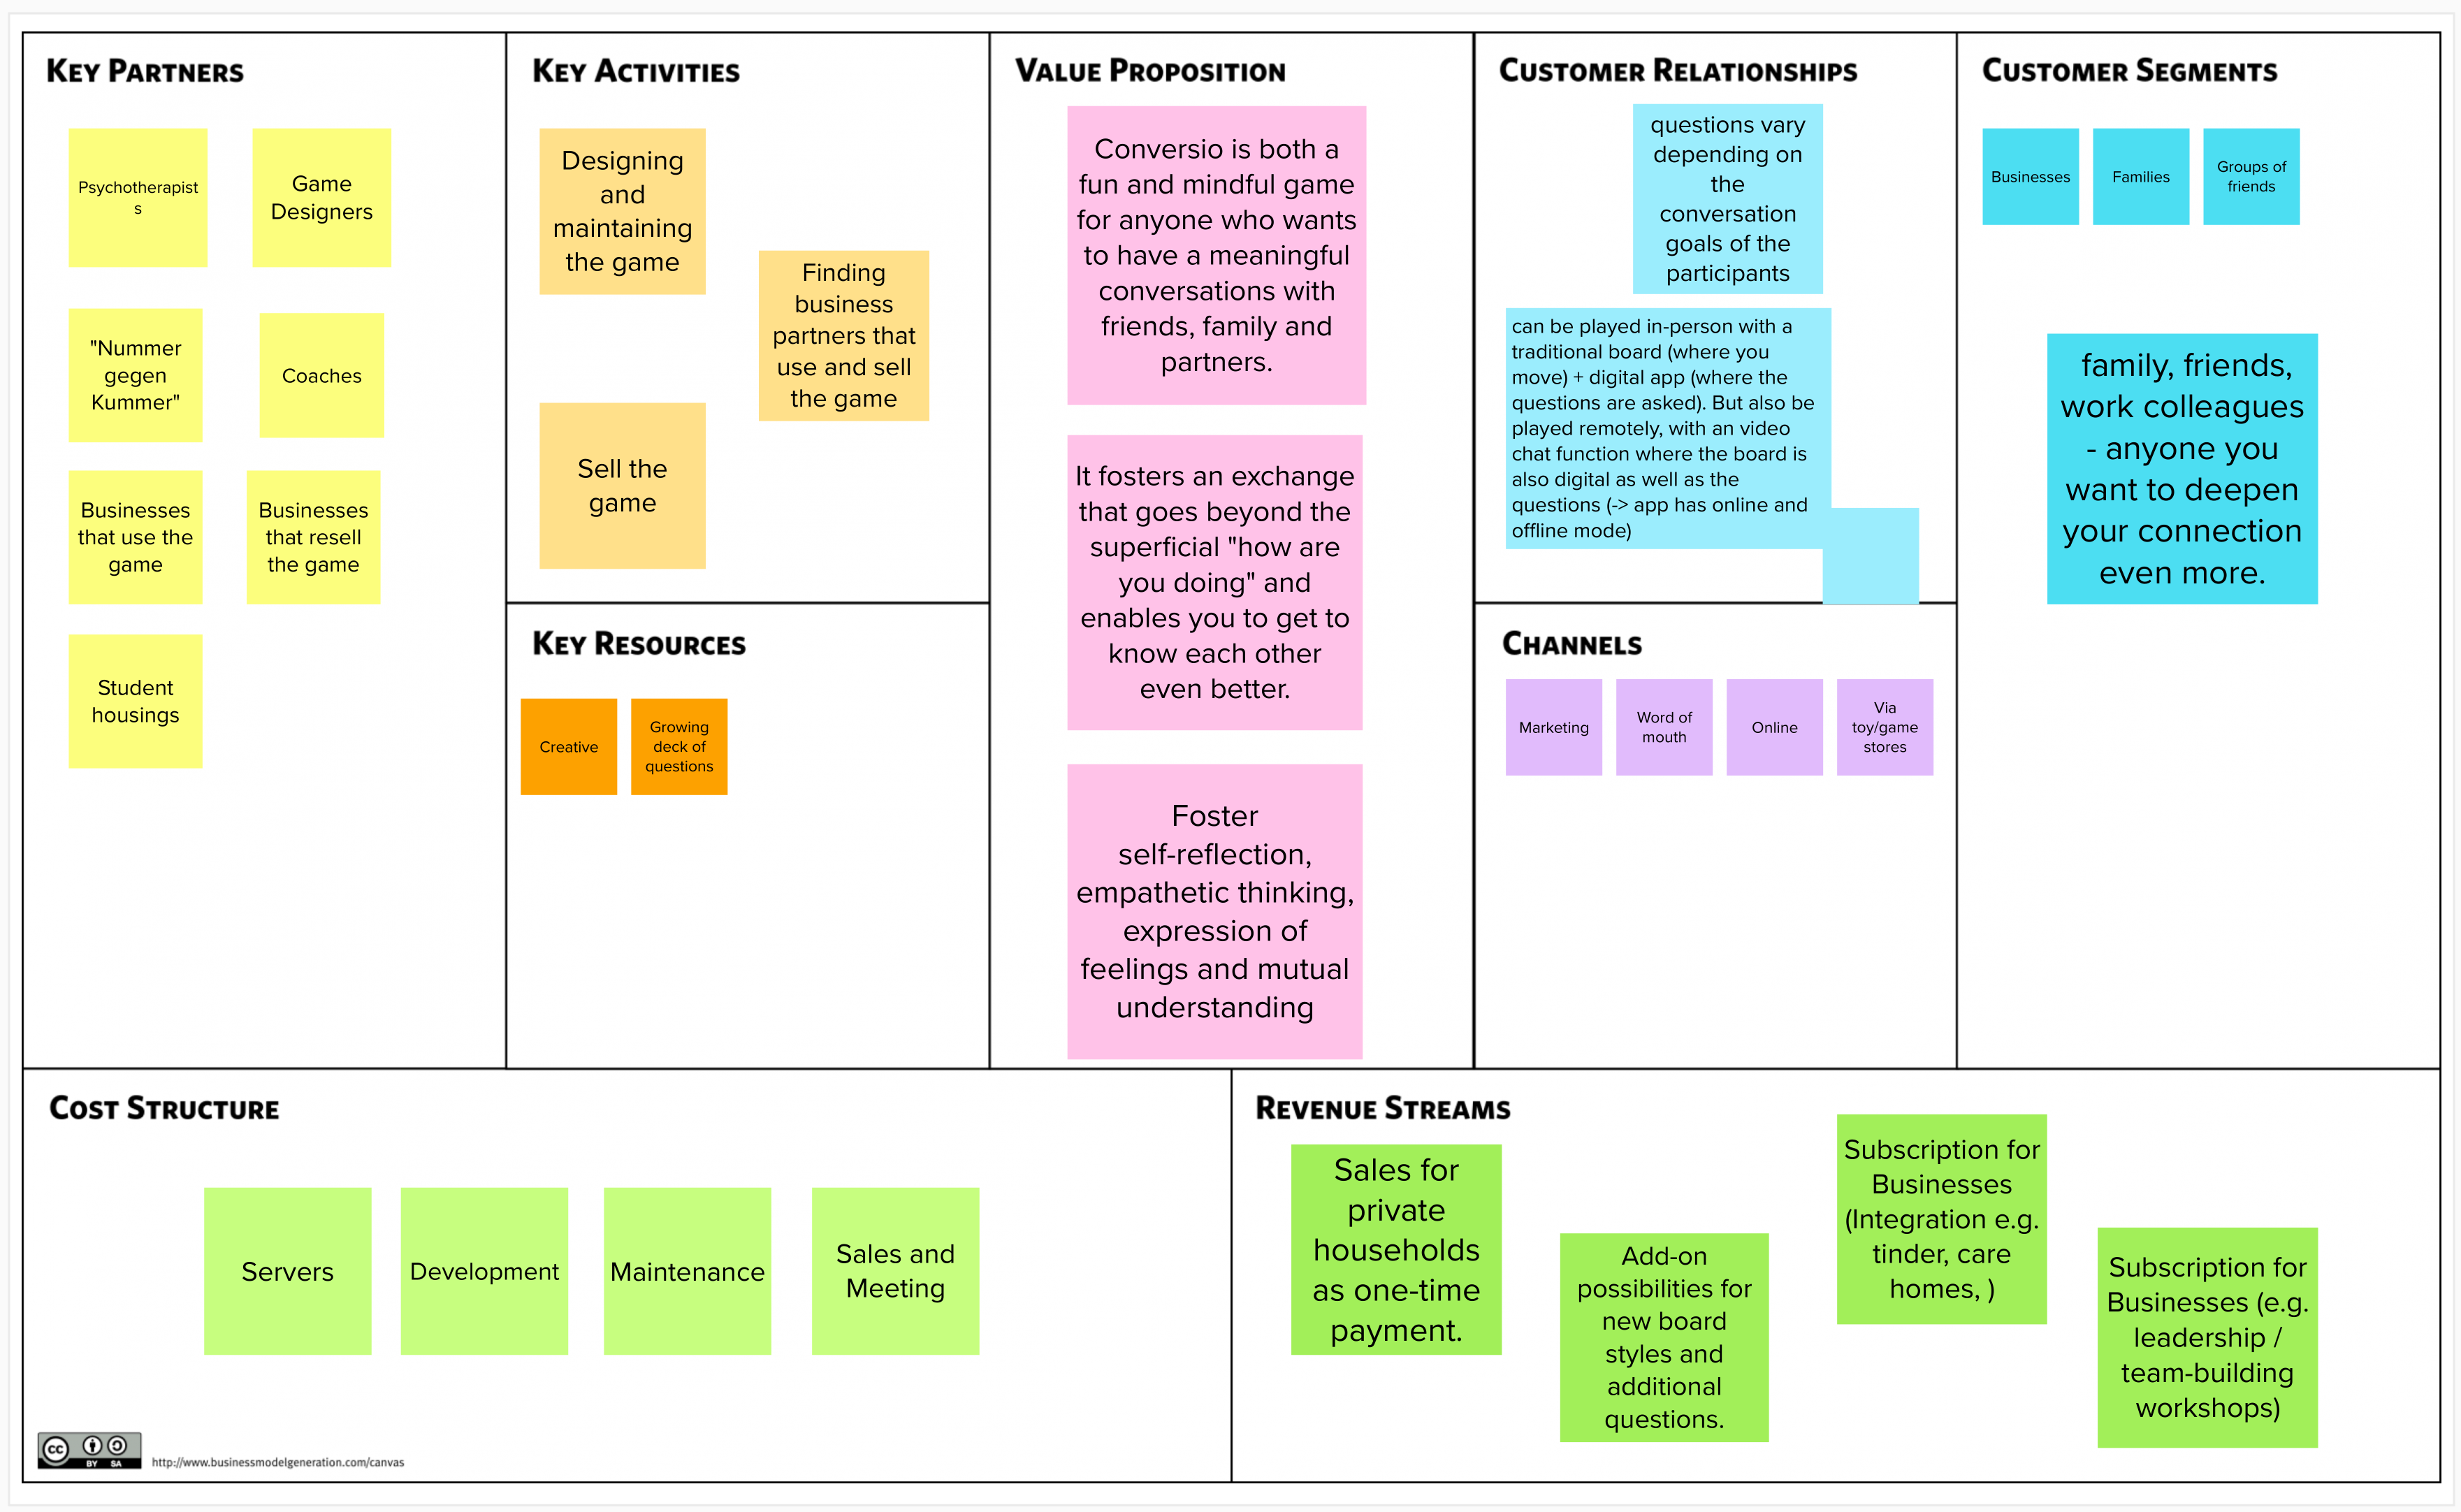 KEY PARTNERS
Psychotherapist
s
Game
Designers
"Nummer
gegen
Kummer"
Coaches
Businesses
that use the
game
Businesses
that resell
the game
Student
housings
KEY ACTIVITIES
Designing
and
maintaining
the game
Finding
business
partners that
use and sell
the game
Sell the
game
KEY RESOURCES
Creative
Growing
deck of
questions
VALUE PROPOSITION
Conversio is both a
fun and mindful game
for anyone who wants
to have a meaningful
conversations with
friends, family and
partners.
It fosters an exchange
that goes beyond the
superficial "how are
you doing" and
enables you to get to
know each other
even better.
Foster
self-reflection,
empathetic thinking,
expression of
feelings and mutual
understanding
CUSTOMER RELATIONSHIPS
questions vary
depending on
the
conversation
goals of the
participants
can be played in-person with a
traditional board (where you
move) + digital app (where the
questions are asked). But also be
played remotely, with an video
chat function where the board is
also digital as well as the
questions (-> app has online and
offline mode)
CHANNELS
Marketing
Word of
mouth
Online
Via
toy/game
stores
CUSTOMER SEGMENTS
Businesses
Families
Groups of
friends
family, friends,
work colleagues
- anyone you
want to deepen
your connection
even more.
COST STRUCTURE
Servers
Development
Maintenance
Sales and
Meeting
cc BY SA
http://www.businessmodelgeneration.com/canvas
REVENUE STREAMS
Sales for
private
households
as one-time
payment.
Add-on
possibilities for
new board
styles and
additional
questions.
Subscription for
Businesses
(Integration e.g.
tinder, care
homes, )
Subscription for
Businesses (e.g.
leadership /
team-building
workshops)